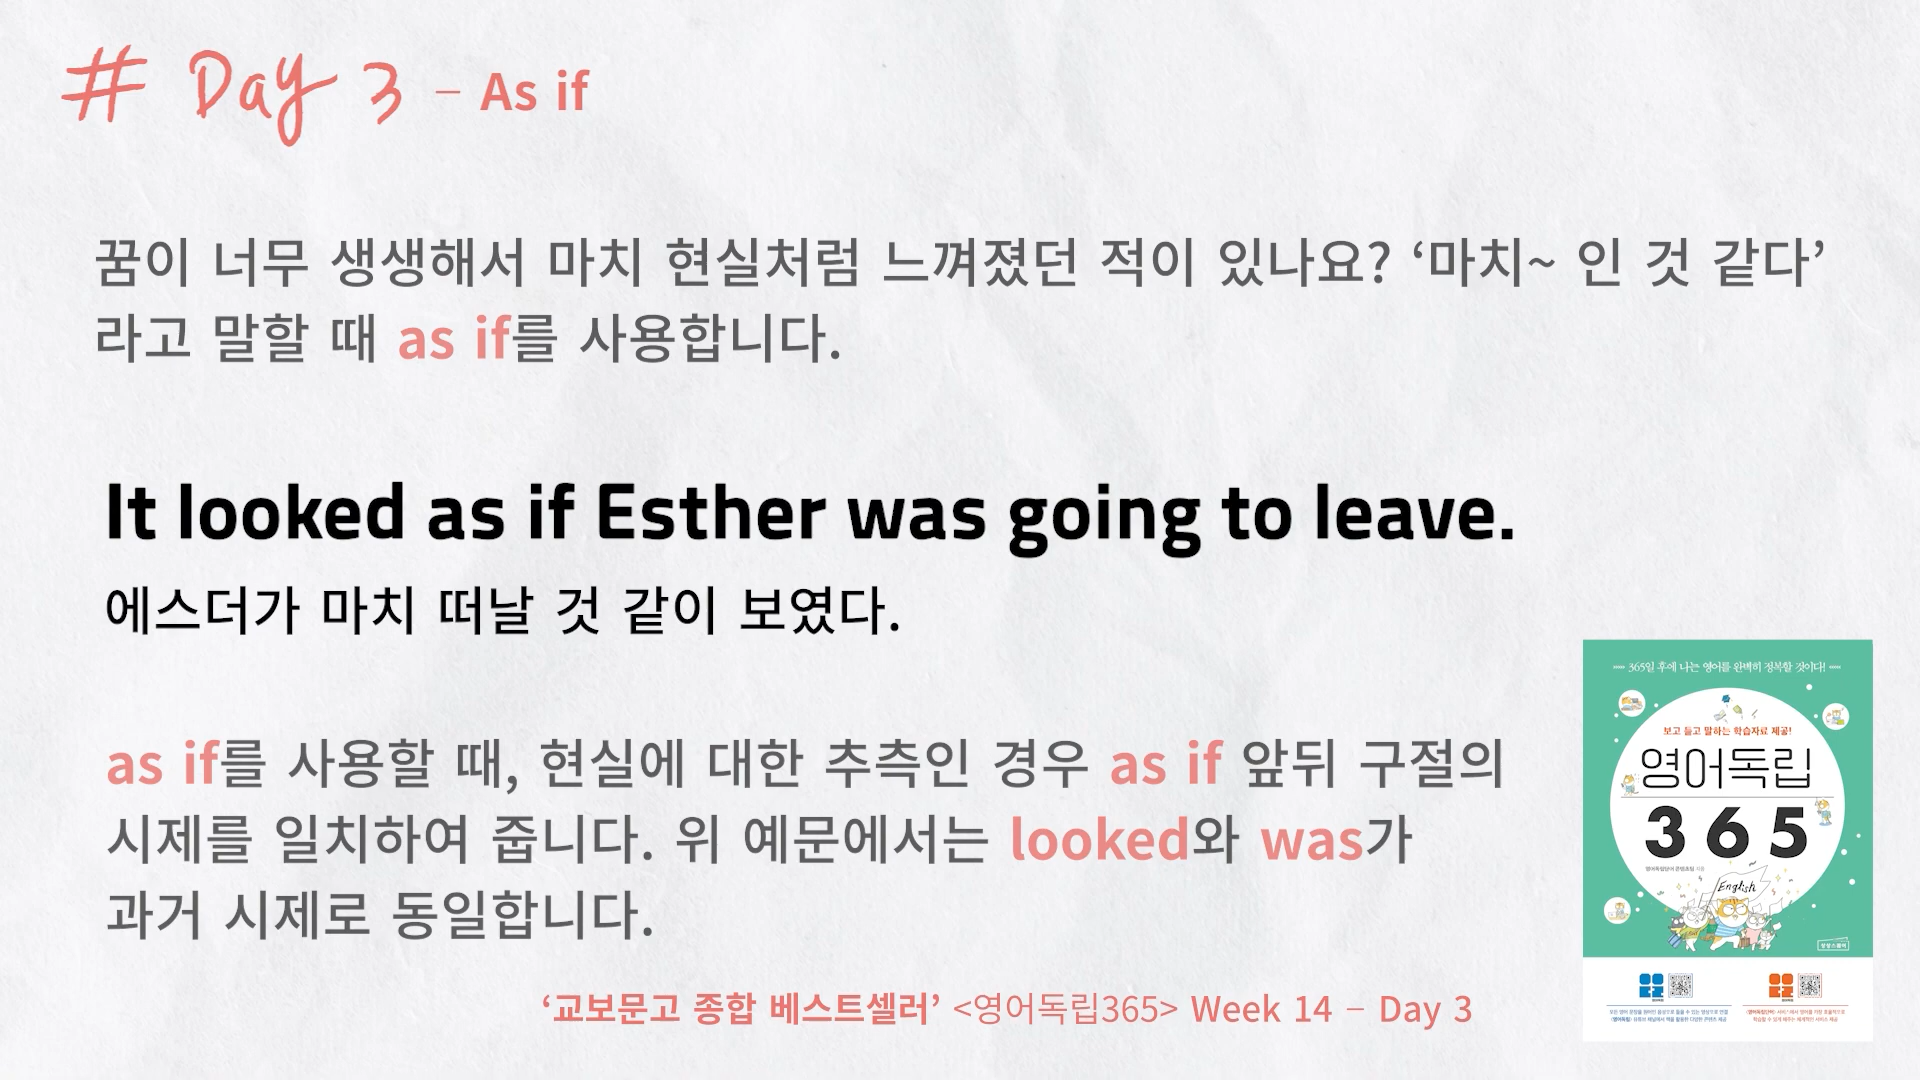 # Day 3 – As if
꿈이 너무 생생해서 마치 현실처럼 느껴졌던 적이 있나요? ‘마치~ 인 것 같다’
라고 말할 때 as if를 사용합니다.
It looked as if Esther was going to leave.
에스더가 마치 떠날 것 같이 보였다.
as if를 사용할 때, 현실에 대한 추측인 경우 as if 앞뒤 구절의
시제를 일치하여 줍니다. 위 예문에서는 looked와 was가
과거 시제로 동일합니다.
‘교보문고 종합 베스트셀러’ <영어독립365> Week 14 – Day 3
365일 후에 나는 영어를 완벽히 정복할 것이다!
보고 듣고 말하는 학습자료 제공!
영어독립
365
English